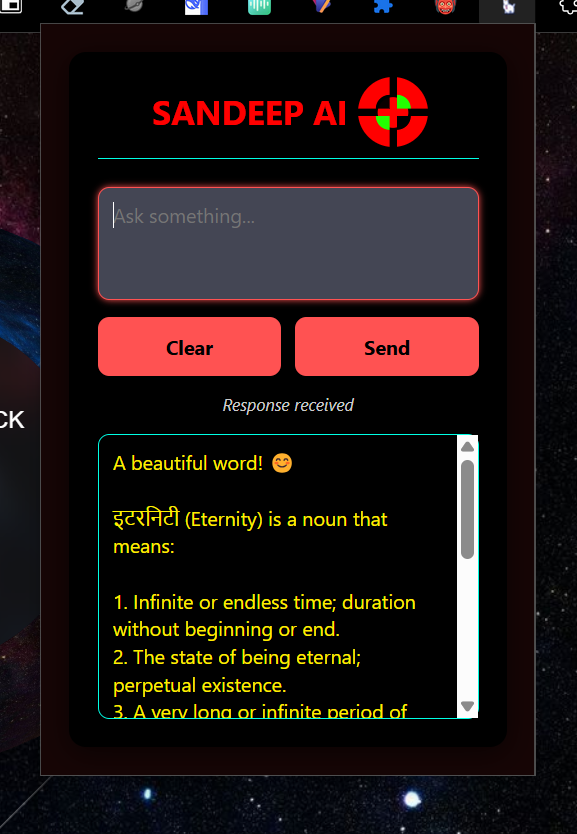 SANDEEP AI
Ask something...
Clear Send
CK
Response received
A beautiful word! 😊
इटरनिटी (Eternity) is a noun that
means:
1. Infinite or endless time; duration
without beginning or end.
2. The state of being eternal;
perpetual existence.
3. A very long or infinite period of